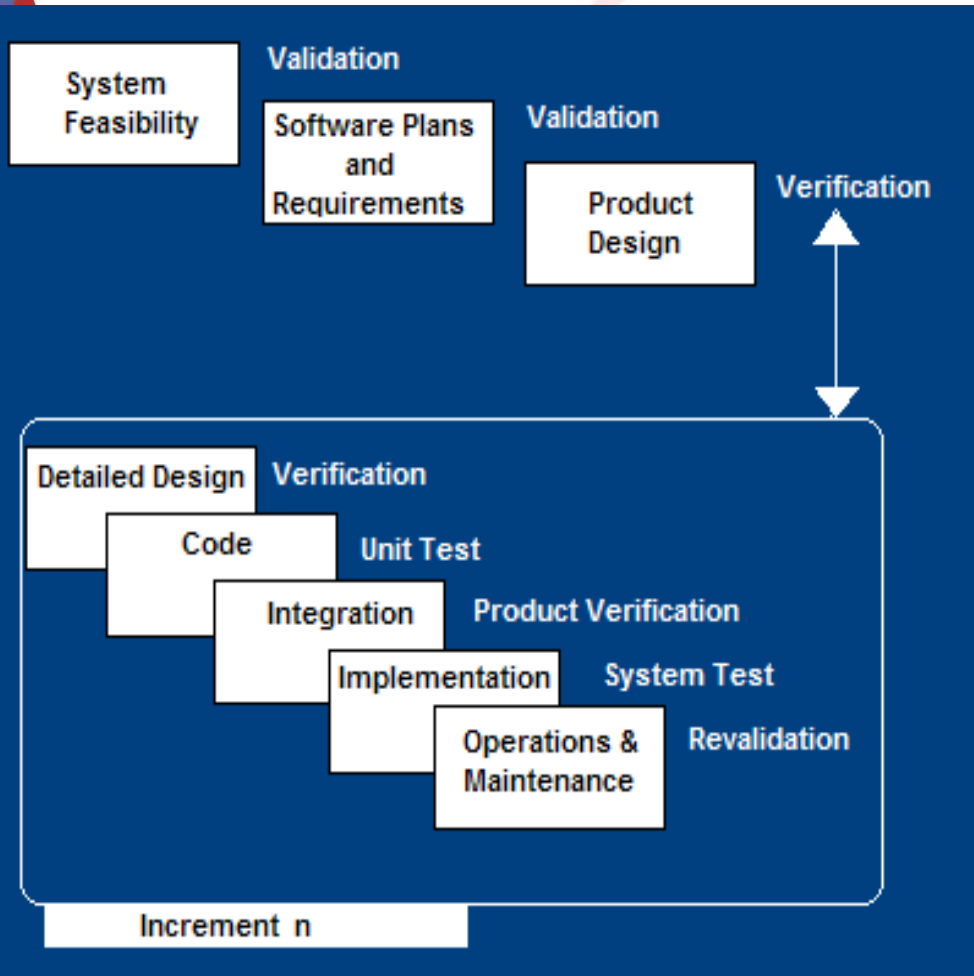 System
Feasibility
Validation
Software Plans
and
Requirements
Validation
Product
Design
Verification
Detailed Design
Verification
Code
Unit Test
Integration
Product Verification
Implementation
System Test
Operations &
Maintenance
Revalidation
Increment n